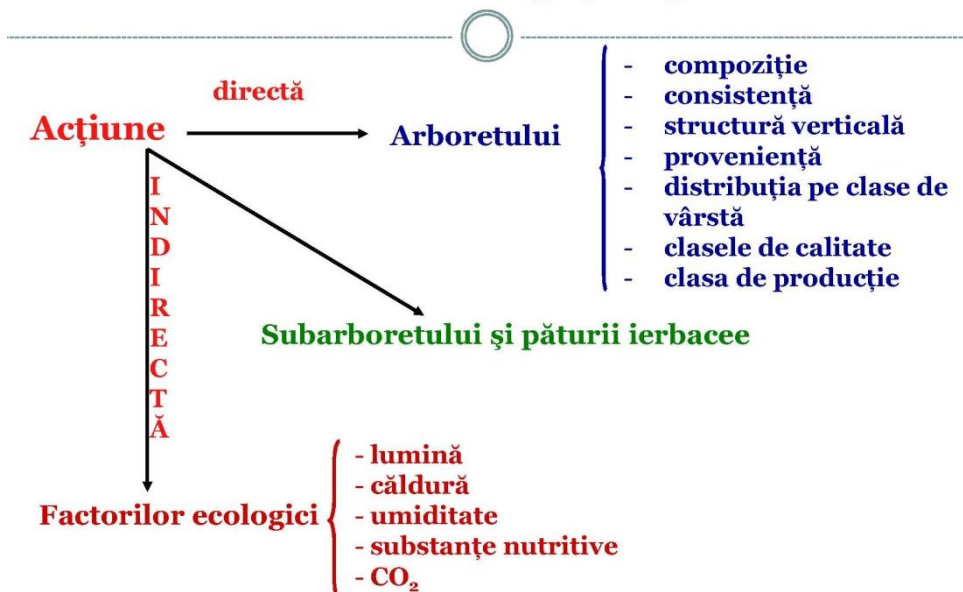 directă
Acțiune
INDIRECTĂ
Arboretului
- compoziție
- consistență
- structură verticală
- proveniență
- distribuția pe clase de
vârstă
- clasele de calitate
- clasa de producție
Subarboretului şi păturii ierbacee
Factorilor ecologici
- lumină
- căldură
- umiditate
- substanțe nutritive
- CO₂